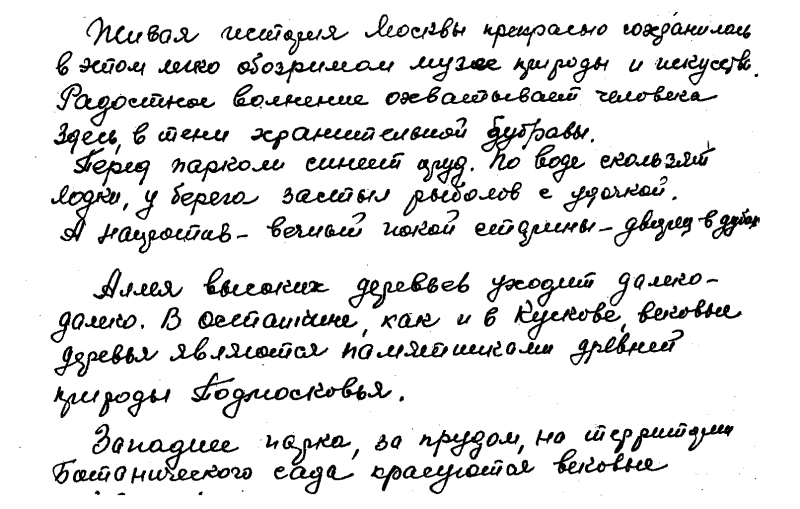 Живая история Москвы прекрасно сохранилась
в этом легко обозримом музее природы и искусств.
Радостное волнение охватывает человека
здесь, в тени хранительной дубравы.
Перед парком синеет пруд. По воде скользят
лодки, у берега застыл рыболов с удочкой.
А напротив - вечный покой старины - дворец в дубах
Аллея высоких деревьев уходит далеко-
далеко. В Останкине, как и в Кускове, вековые
деревья являются памятниками древней
природы Подмосковья.
Западнее парка, за прудом, на территории
Ботанического сада красуются вековые